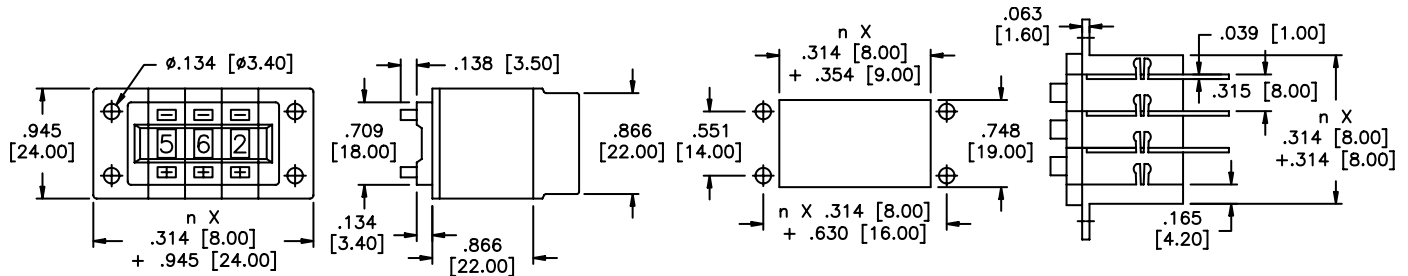 ø.134 [ø3.40]
.945
[24.00]
5 6 2
n X
.314 [8.00]
+ .945 [24.00]
.138 [3.50]
.709
[18.00]
.134
[3.40]
.866
[22.00]
.866
[22.00]
n X
.314 [8.00]
+ .354 [9.00]
.551
[14.00]
.748
[19.00]
n X .314 [8.00]
+ .630 [16.00]
.063
[1.60]
.039 [1.00]
.315 [8.00]
n X
.314 [8.00]
+.314 [8.00]
.165
[4.20]